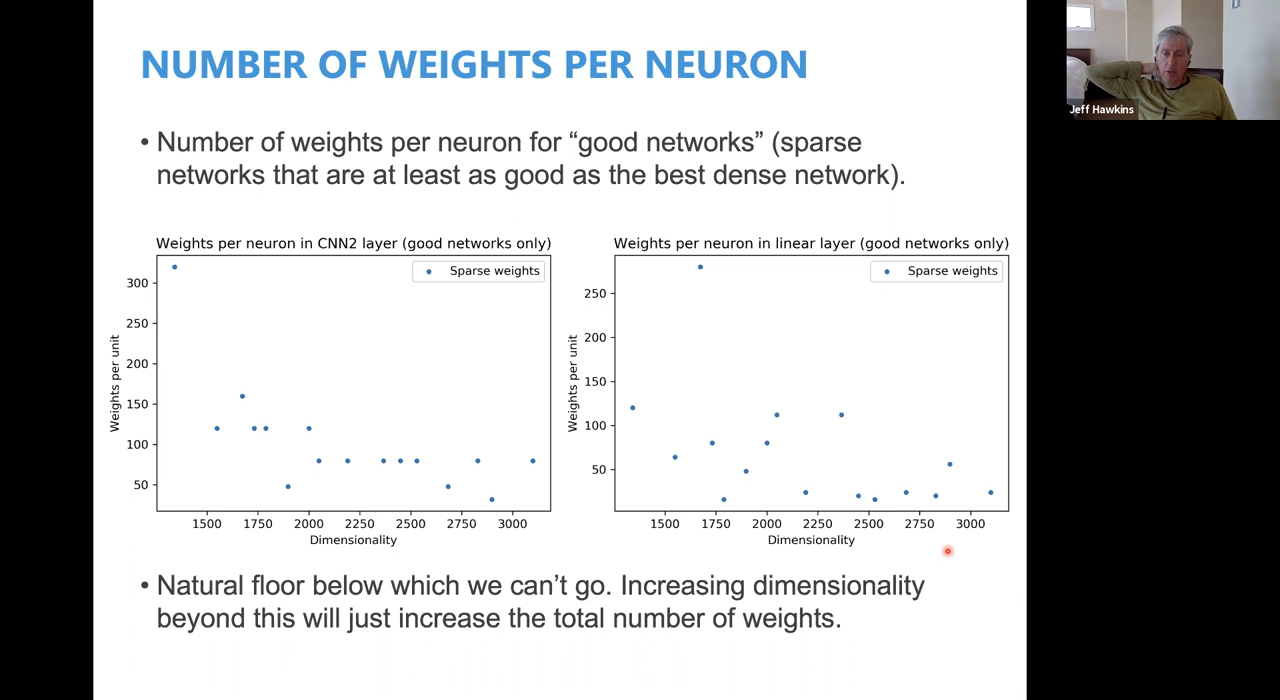 NUMBER OF WEIGHTS PER NEURON
Jeff Hawkins
• Number of weights per neuron for “good networks” (sparse
networks that are at least as good as the best dense network).
Weights per neuron in CNN2 layer (good networks only)
Sparse weights
300
250
200
150
100
50
Weights per unit
1500 1750 2000 2250 2500 2750 3000
Dimensionality
Weights per neuron in linear layer (good networks only)
Sparse weights
250
200
150
100
50
Weights per unit
1500 1750 2000 2250 2500 2750 3000
Dimensionality
• Natural floor below which we can’t go. Increasing dimensionality
beyond this will just increase the total number of weights.